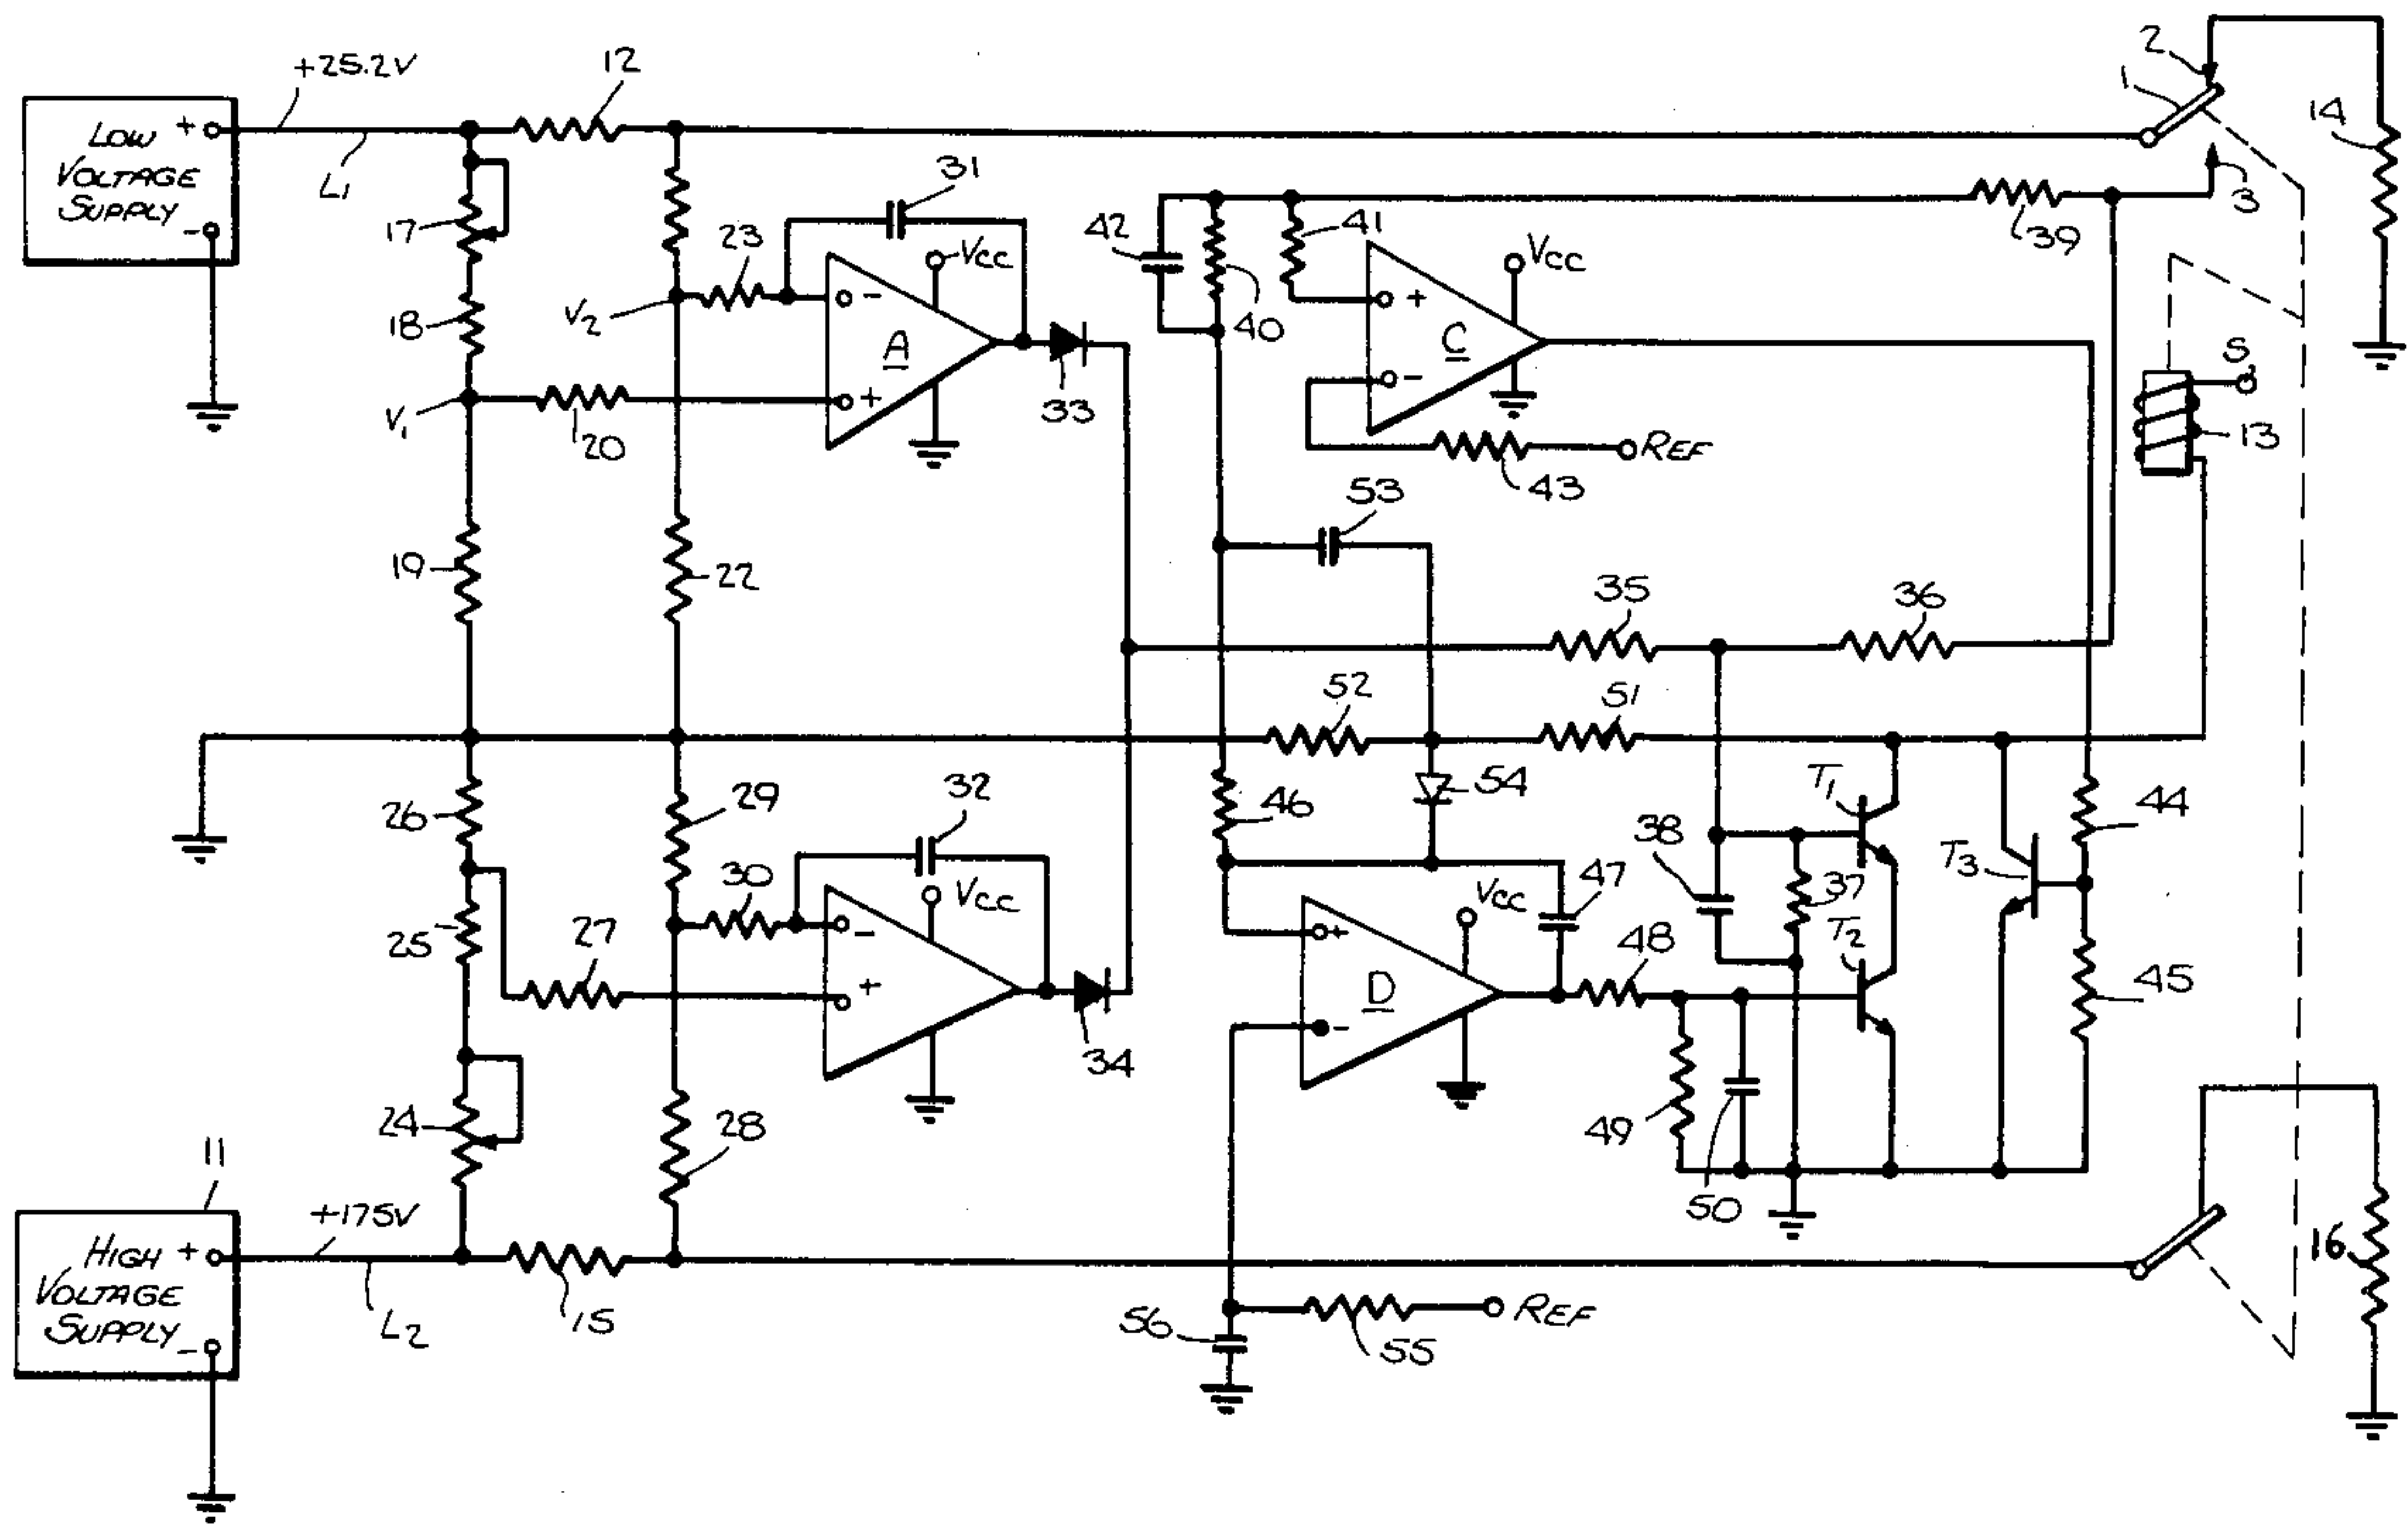 +25.2V
12
2
1
14
LOW
VOLTAGE
SUPPLY
+
-
L1
17
18
19
V1
20
V2
23
31
-
VCC
A
+
33
22
42
40
41
39
3
+
VCC
C
-
43
REF
S
13
53
35
36
52
51
54
26
25
24
27
29
30
32
-
VCC
+
34
28
46
47
+
VCC
D
-
48
49
50
38
37
T1
T2
T3
44
45
11
+175V
HIGH
VOLTAGE
SUPPLY
+
-
L2
15
56
55
REF
16